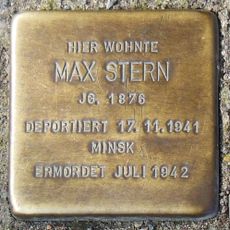 HIER WOHNTE
MAX STERN
JG. 1876
DEPORTIERT 17.11.1941
MINSK
ERMORDET JULI 1942